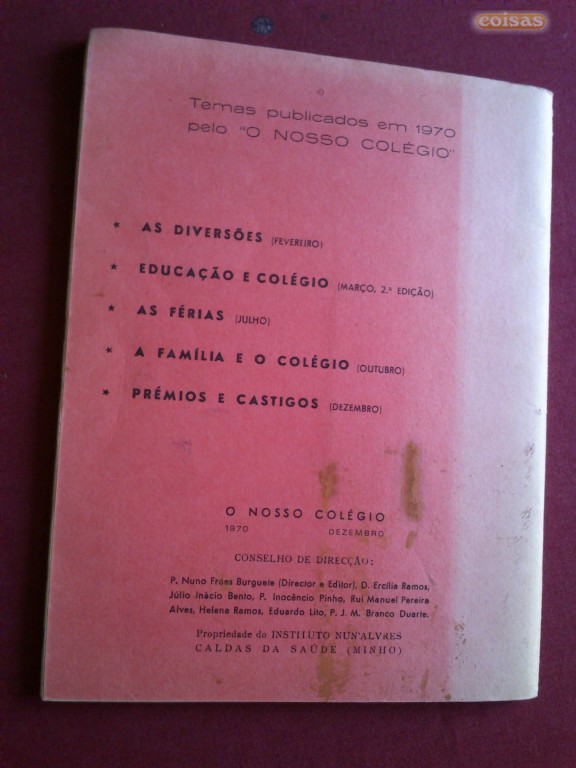 coisas
Temas publicados em 1970
pelo "O NOSSO COLÉGIO"
* AS DIVERSÕES (FEVEREIRO)
* EDUCAÇÃO E COLÉGIO (MARÇO, 2.ª EDIÇÃO)
* AS FÉRIAS (JULHO)
* A FAMÍLIA E O COLÉGIO (OUTUBRO)
* PRÉMIOS E CASTIGOS (DEZEMBRO)
O NOSSO COLÉGIO
1970 DEZEMBRO
CONSELHO DE DIRECÇÃO:
P. Nuno Fróes Burguete (Director e Editor), D. Ercília Ramos,
Júlio Inácio Bento, P. Inocêncio Pinho, Rui Manuel Pereira
Alves, Helena Ramos, Eduardo Lito, P. J. M. Branco Duarte.
Propriedade do INSTITUTO NUN'ALVRES
CALDAS DA SAÚDE (MINHO)